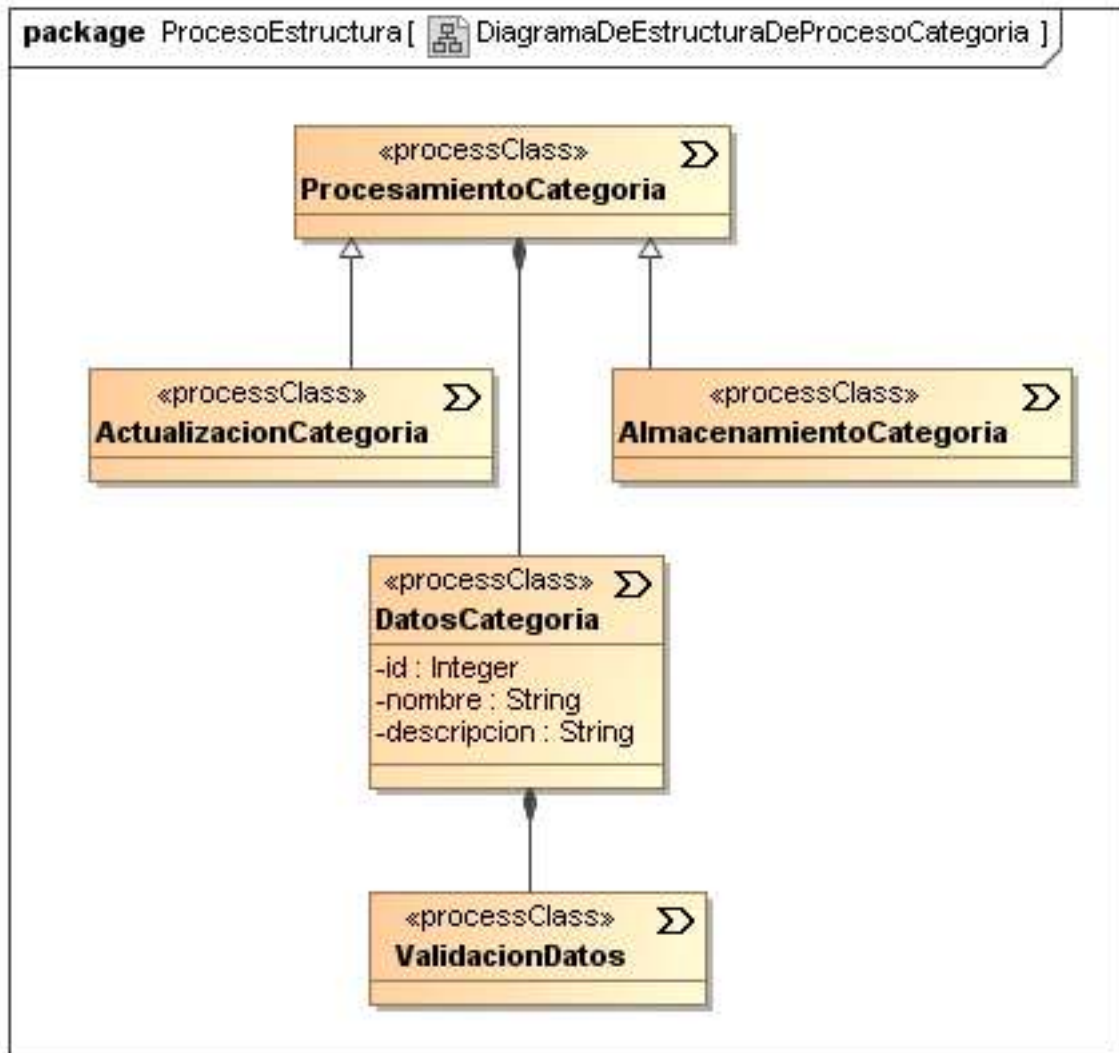 package ProcesoEstructura [ DiagramaDeEstructuraDeProcesoCategoria ]
«processClass»
ProcesamientoCategoria
«processClass»
ActualizacionCategoria
«processClass»
AlmacenamientoCategoria
«processClass»
DatosCategoria
-id : Integer
-nombre : String
-descripcion : String
«processClass»
ValidacionDatos